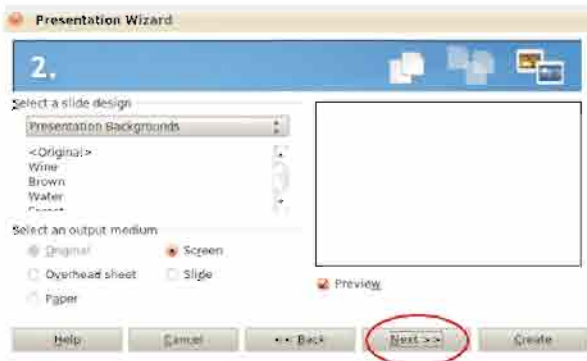 Presentation Wizard
2.
Select a slide design
Presentation Backgrounds
<Original>
Wine
Brown
Water
Select an output medium
Original
Screen
Overhead sheet
Slide
Paper
Preview
Help
Cancel
<< Back
Next >>
Create